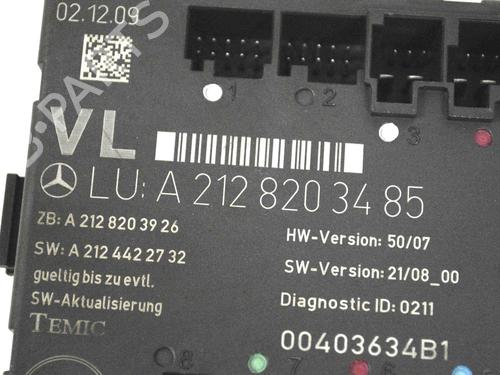 02.12.09
1
2
3
VL
LU: A 212 820 34 85
ZB: A 212 820 39 26
HW-Version: 50/07
SW: A 212 442 27 32
SW-Version: 21/08_00
gueltig bis zu evtl.
SW-Aktualisierung
Diagnostic ID: 0211
TEMIC
00403634B1
8
7
6